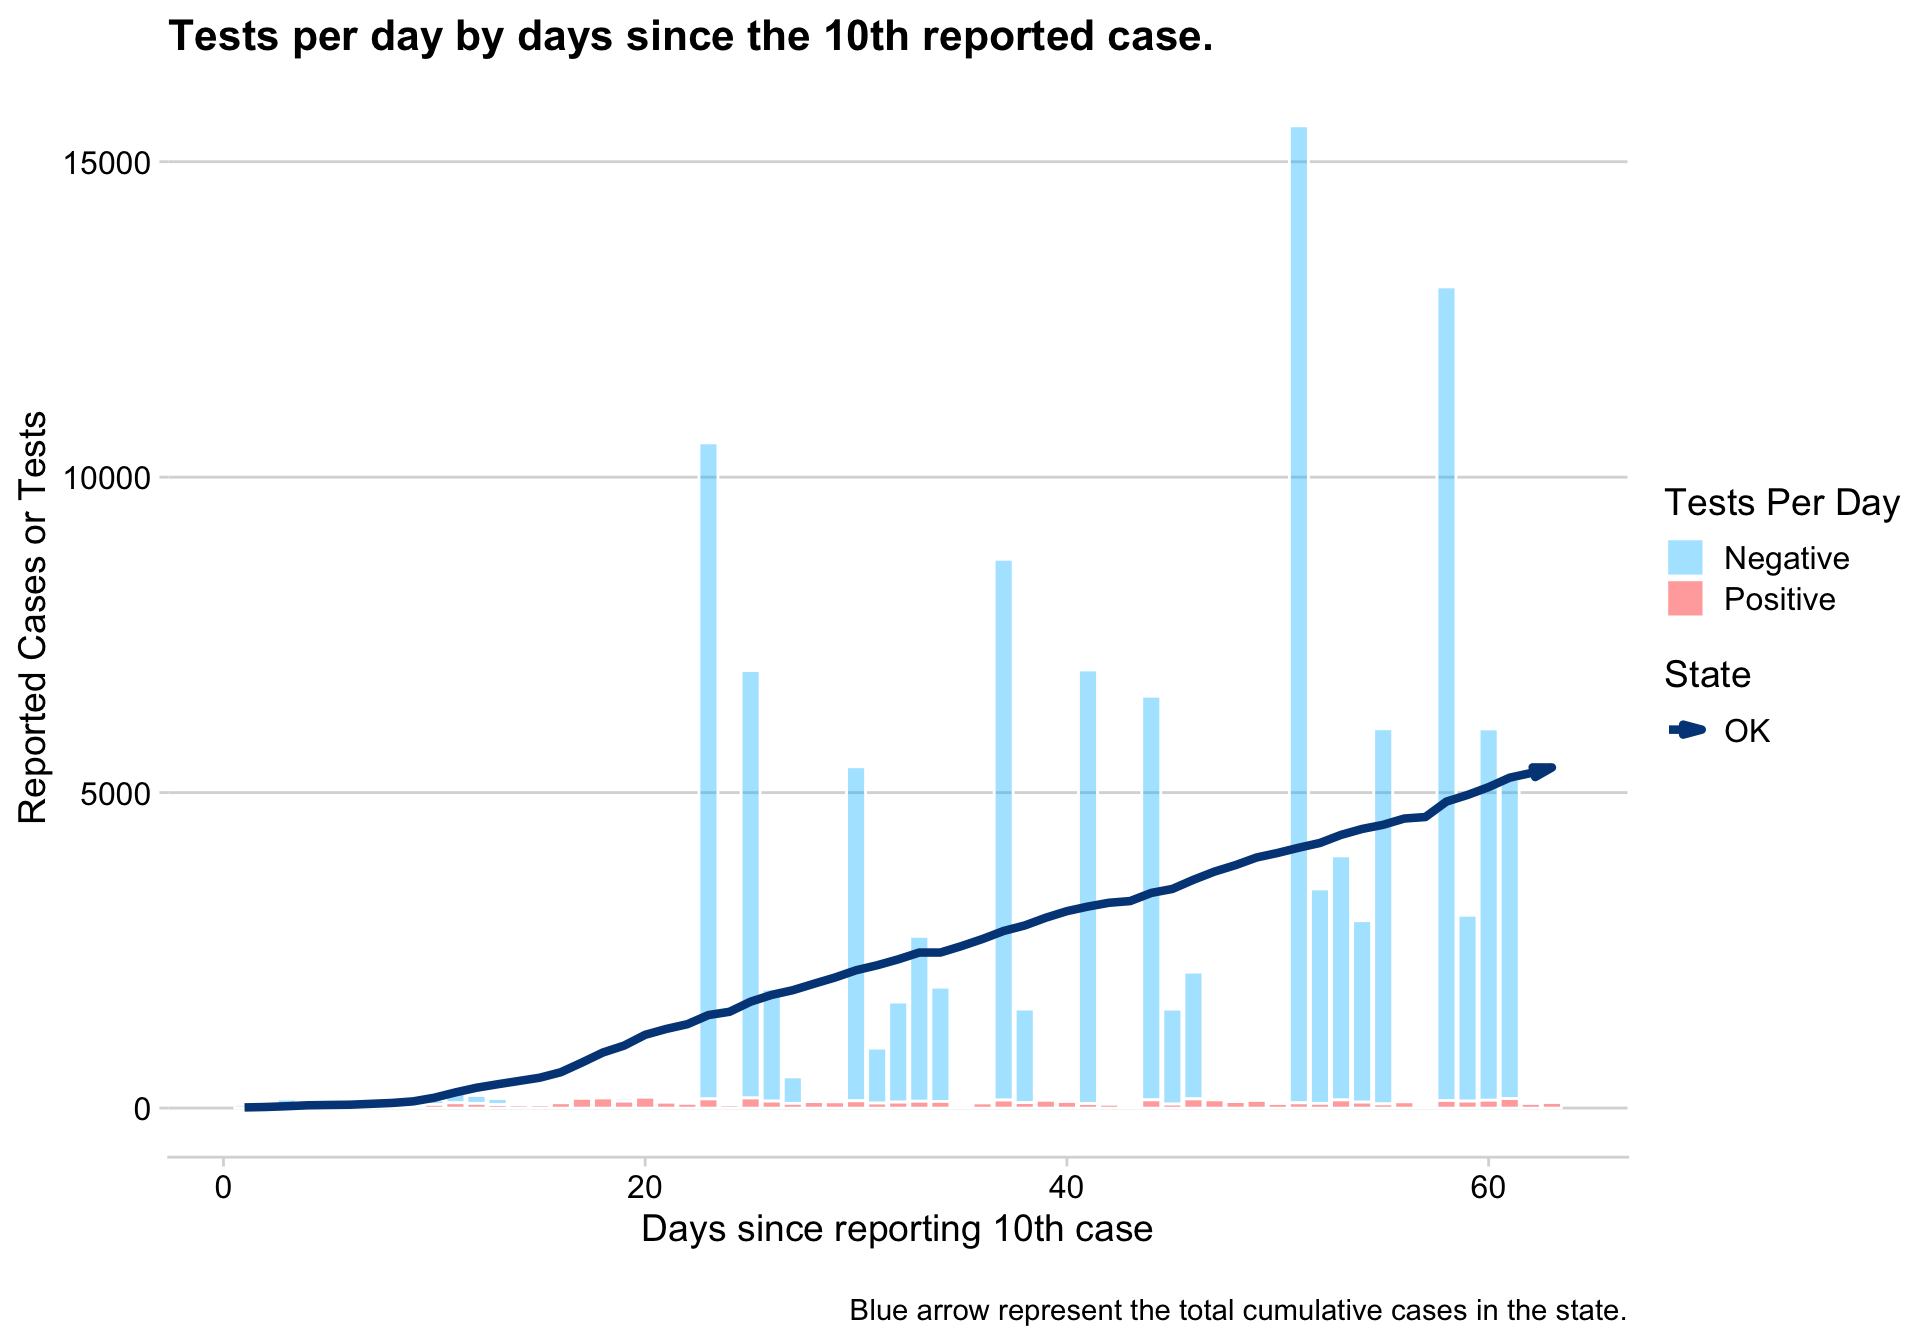 Tests per day by days since the 10th reported case.
15000
10000
5000
0
Reported Cases or Tests
0 20 40 60
Days since reporting 10th case
Tests Per Day
Negative
Positive
State
OK
Blue arrow represent the total cumulative cases in the state.